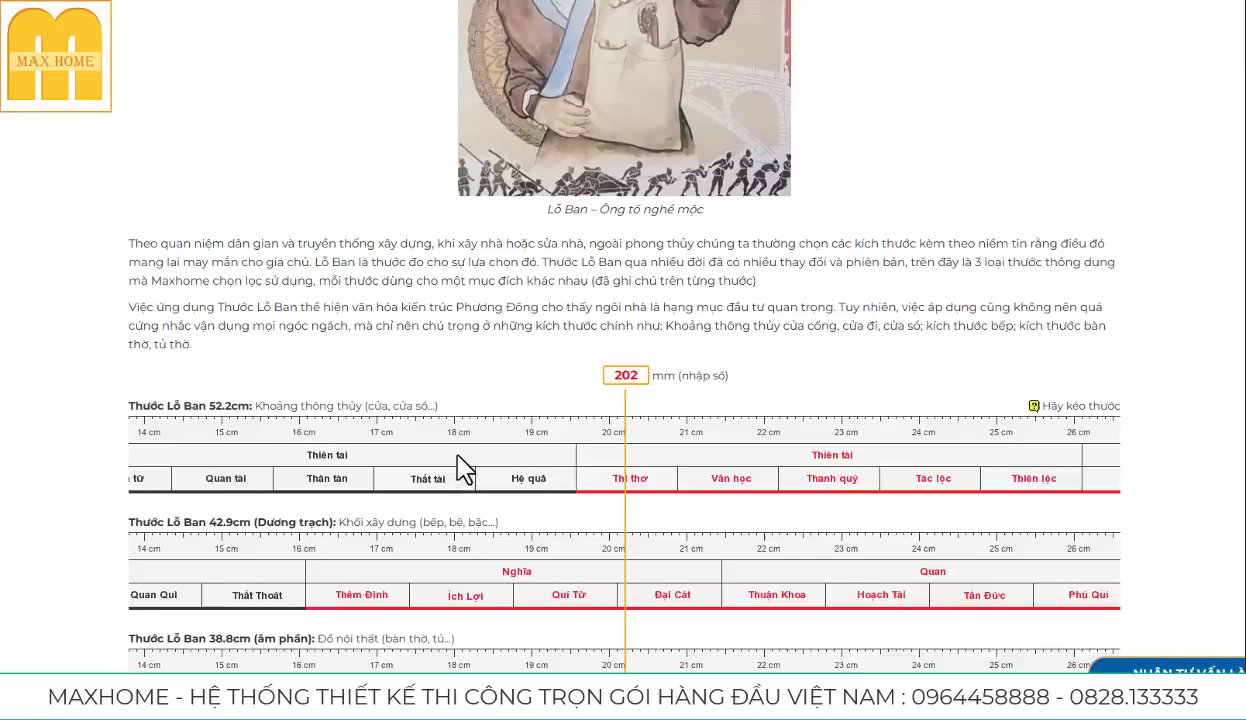 MAX HOME
Lỗ Ban – Ông tổ nghề mộc
Theo quan niệm dân gian và truyền thống xây dựng, khi xây nhà hoặc sửa nhà, ngoài phong thủy chúng ta thường chọn các kích thước kèm theo niềm tin rằng điều đó
mang lại may mắn cho gia chủ. Lỗ Ban là thước đo cho sự lựa chọn đó. Thước Lỗ Ban qua nhiều đời đã có nhiều thay đổi và phiên bản, trên đây là 3 loại thước thông dụng
mà Maxhome chọn lọc sử dụng, mỗi thước dùng cho một mục đích khác nhau (đã ghi chú trên từng thước)
Việc ứng dụng Thước Lỗ Ban thể hiện văn hóa kiến trúc Phương Đông cho thấy ngôi nhà là hạng mục đầu tư quan trọng. Tuy nhiên, việc áp dụng cũng không nên quá
cứng nhắc vận dụng mọi ngóc ngách, mà chỉ nên chú trọng ở những kích thước chính như: Khoảng thông thủy cửa cổng, cửa đi, cửa sổ; kích thước bếp; kích thước bàn
thờ, tủ thờ.
202 mm (nhập số)
Thước Lỗ Ban 52.2cm: Khoảng thông thủy (cửa, cửa sổ...) Hãy kéo thước
14 cm 15 cm 16 cm 17 cm 18 cm 19 cm 20 cm 21 cm 22 cm 23 cm 24 cm 25 cm 26 cm
Thiên tai Thiên tài
tử Quan tài Thân tàn Thất tài Hệ quả Thi thơ Văn học Thanh quý Tác lộc Thiên lộc
Thước Lỗ Ban 42.9cm (Dương trạch): Khối xây dựng (bếp, bệ, bậc...)
14 cm 15 cm 16 cm 17 cm 18 cm 19 cm 20 cm 21 cm 22 cm 23 cm 24 cm 25 cm 26 cm
Nghĩa Quan
Quan Quỉ Thất Thoát Thêm Đinh Ích Lợi Quí Tử Đại Cát Thuận Khoa Hoạch Tài Tấn Đức Phú Quí
Thước Lỗ Ban 38.8cm (âm phần): Đồ nội thất (bàn thờ, tủ...)
14 cm 15 cm 16 cm 17 cm 18 cm 19 cm 20 cm 21 cm 22 cm 23 cm 24 cm 25 cm 26 cm
MAXHOME - HỆ THỐNG THIẾT KẾ THI CÔNG TRỌN GÓI HÀNG ĐẦU VIỆT NAM : 0964458888 - 0828.133333